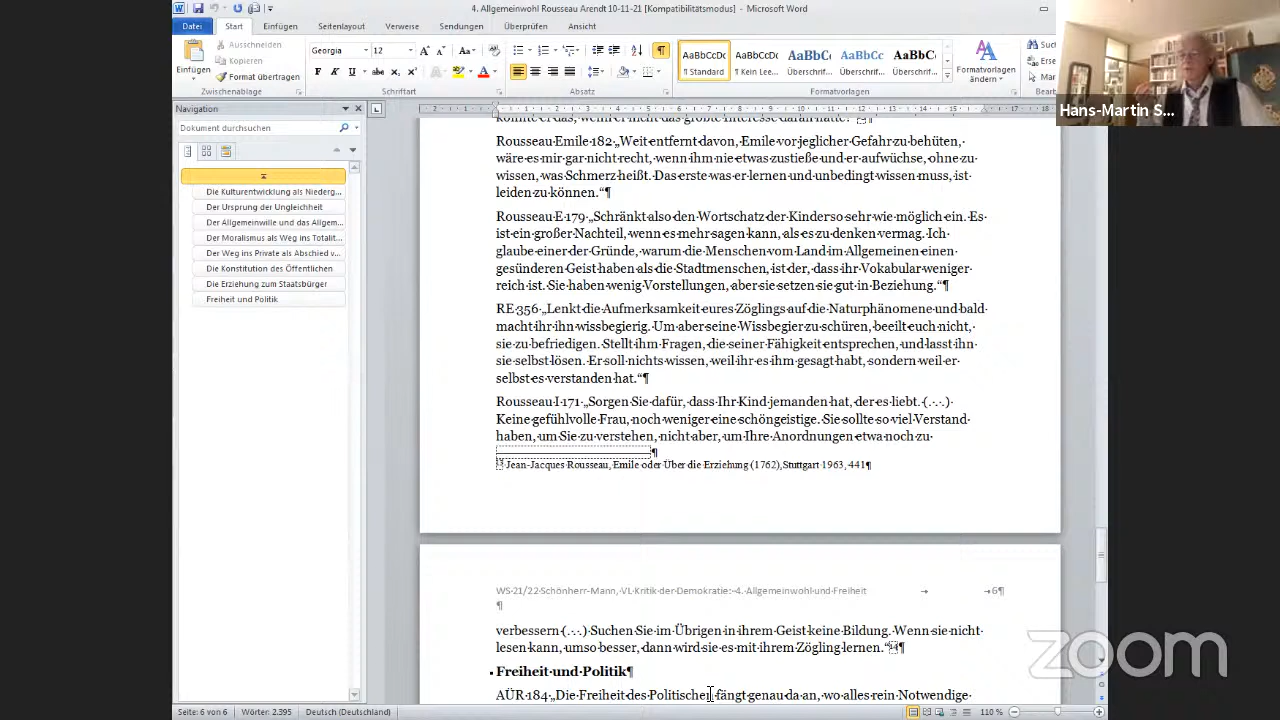 4. Allgemeinwohl Rousseau Arendt 10-11-21 [Kompatibilitätsmodus] - Microsoft Word
Datei Start Einfügen Seitenlayout Verweise Sendungen Überprüfen Ansicht
Einfügen
Ausschneiden
Kopieren
Format übertragen
Zwischenablage
Georgia 12
F K U abc
Schriftart
Absatz
AaBbCcDc AaBbCcDc AaBbC AaBbCc AaBbC
¶ Standard ¶ Kein Lee... Überschrif... Überschrif... Überschrif...
Formatvorlagen
Formatvorlagen ändern
Suc
Ers
Mar
Hans-Martin S...
Navigation
Dokument durchsuchen
Die Kulturentwicklung als Niederg...
Der Ursprung der Ungleichheit
Der Allgemeinwille und das Allgem...
Der Moralismus als Weg ins Totalit...
Der Weg ins Private als Abschied v...
Die Konstitution des Öffentlichen
Die Erziehung zum Staatsbürger
Freiheit und Politik
könnte er das, wenn er nicht das größte Interesse daran hätte?¶
Rousseau Emile 182 „Weit entfernt davon, Emile vor jeglicher Gefahr zu behüten,
wäre es mir gar nicht recht, wenn ihm nie etwas zustieße und er aufwüchse, ohne zu
wissen, was Schmerz heißt. Das erste was er lernen und unbedingt wissen muss, ist
leiden zu können.“¶
Rousseau E 179 „Schränkt also den Wortschatz der Kinder so sehr wie möglich ein. Es
ist ein großer Nachteil, wenn es mehr sagen kann, als es zu denken vermag. Ich
glaube einer der Gründe, warum die Menschen vom Land im Allgemeinen einen
gesünderen Geist haben als die Stadtmenschen, ist der, dass ihr Vokabular weniger
reich ist. Sie haben wenig Vorstellungen, aber sie setzen sie gut in Beziehung.“¶
RE 356 „Lenkt die Aufmerksamkeit eures Zöglings auf die Naturphänomene und bald
macht ihr ihn wissbegierig. Um aber seine Wissbegier zu schüren, beeilt euch nicht,
sie zu befriedigen. Stellt ihm Fragen, die seiner Fähigkeit entsprechen, und lasst ihn
sie selbst lösen. Er soll nichts wissen, weil ihr es ihm gesagt habt, sondern weil er
selbst es verstanden hat.“¶
Rousseau I 171 „Sorgen Sie dafür, dass Ihr Kind jemanden hat, der es liebt. (...)
Keine gefühlvolle Frau, noch weniger eine schöngeistige. Sie sollte so viel Verstand
haben, um Sie zu verstehen, nicht aber, um Ihre Anordnungen etwa noch zu
¶
Jean-Jacques Rousseau, Emile oder Über die Erziehung (1762), Stuttgart 1963, 441¶
WS 21/22 Schönherr-Mann, VL Kritik der Demokratie: 4. Allgemeinwohl und Freiheit → → 6¶
¶
verbessern (...) Suchen Sie im Übrigen in ihrem Geist keine Bildung. Wenn sie nicht
lesen kann, umso besser, dann wird sie es mit ihrem Zögling lernen.“¶
Freiheit und Politik¶
AÜR 184 „Die Freiheit des Politischen fängt genau da an, wo alles rein Notwendige
zoom
Seite: 6 von 6 Wörter: 2.395 Deutsch (Deutschland) 110 %